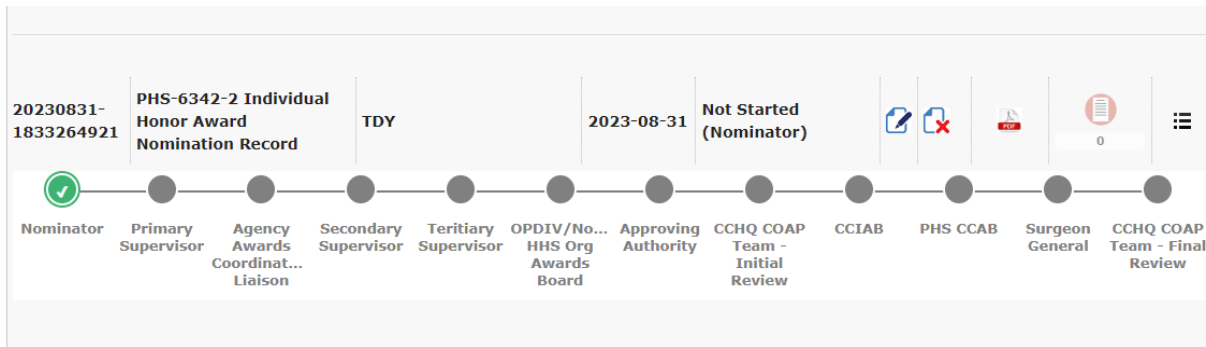 20230831-
1833264921
PHS-6342-2 Individual
Honor Award
Nomination Record
TDY
2023-08-31
Not Started
(Nominator)
PDF
0
Nominator
Primary
Supervisor
Agency
Awards
Coordinat...
Liaison
Secondary
Supervisor
Teritiary
Supervisor
OPDIV/No...
HHS Org
Awards
Board
Approving
Authority
CCHQ COAP
Team -
Initial
Review
CCIAB
PHS CCAB
Surgeon
General
CCHQ COAP
Team - Final
Review